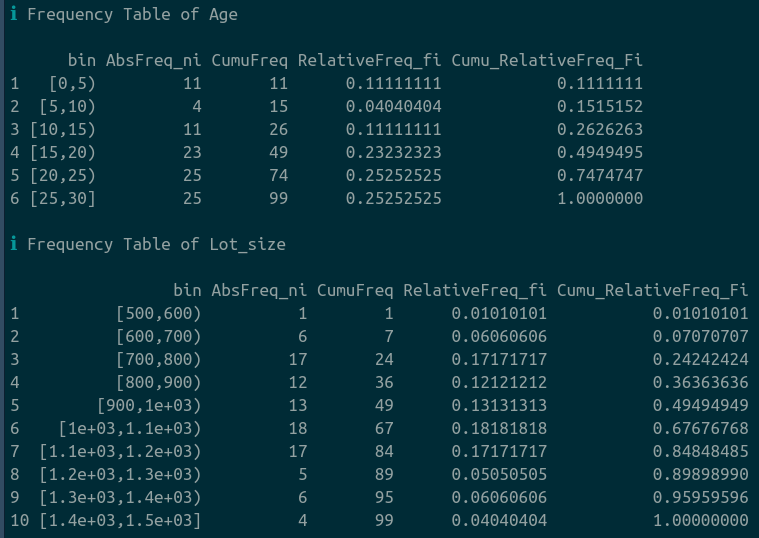 ℹ Frequency Table of Age
bin AbsFreq_ni CumuFreq RelativeFreq_fi Cumu_RelativeFreq_Fi
1 [0,5) 11 11 0.11111111 0.1111111
2 [5,10) 4 15 0.04040404 0.1515152
3 [10,15) 11 26 0.11111111 0.2626263
4 [15,20) 23 49 0.23232323 0.4949495
5 [20,25) 25 74 0.25252525 0.7474747
6 [25,30] 25 99 0.25252525 1.0000000
ℹ Frequency Table of Lot_size
bin AbsFreq_ni CumuFreq RelativeFreq_fi Cumu_RelativeFreq_Fi
1 [500,600) 1 1 0.01010101 0.01010101
2 [600,700) 6 7 0.06060606 0.07070707
3 [700,800) 17 24 0.17171717 0.24242424
4 [800,900) 12 36 0.12121212 0.36363636
5 [900,1e+03) 13 49 0.13131313 0.49494949
6 [1e+03,1.1e+03) 18 67 0.18181818 0.67676768
7 [1.1e+03,1.2e+03) 17 84 0.17171717 0.84848485
8 [1.2e+03,1.3e+03) 5 89 0.05050505 0.89898990
9 [1.3e+03,1.4e+03) 6 95 0.06060606 0.95959596
10 [1.4e+03,1.5e+03] 4 99 0.04040404 1.00000000